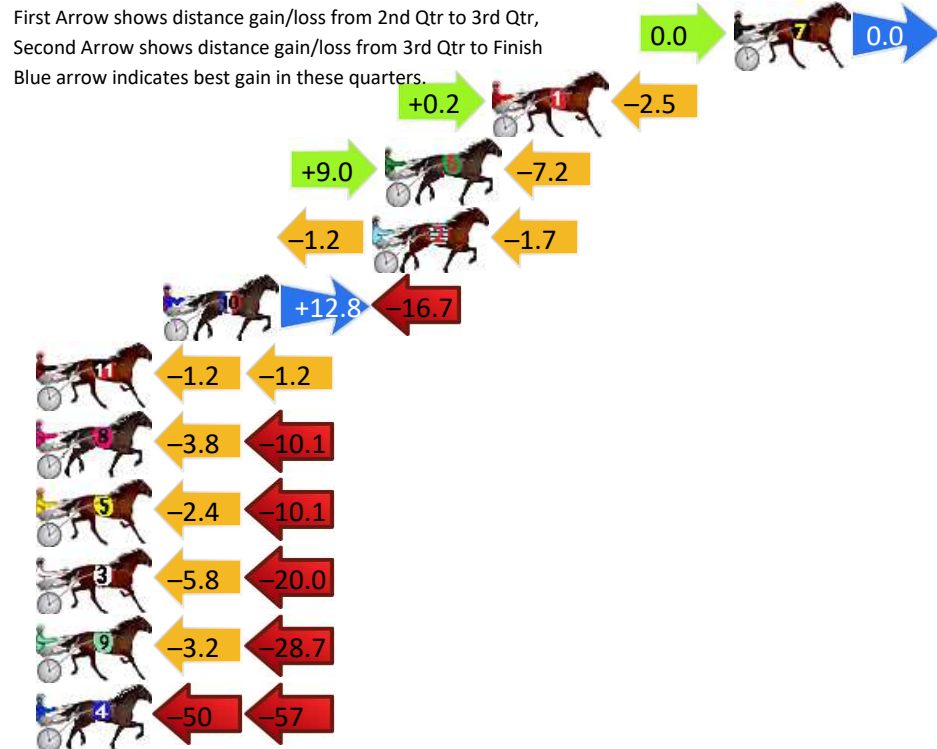 First Arrow shows distance gain/loss from 2nd Qtr to 3rd Qtr,
Second Arrow shows distance gain/loss from 3rd Qtr to Finish
Blue arrow indicates best gain in these quarters.
0.0 7 0.0
+0.2 1 –2.5
+9.0 6 –7.2
–1.2 2 –1.7
10 +12.8 –16.7
11 –1.2 –1.2
8 –3.8 –10.1
5 –2.4 –10.1
3 –5.8 –20.0
9 –3.2 –28.7
4 –50 –57